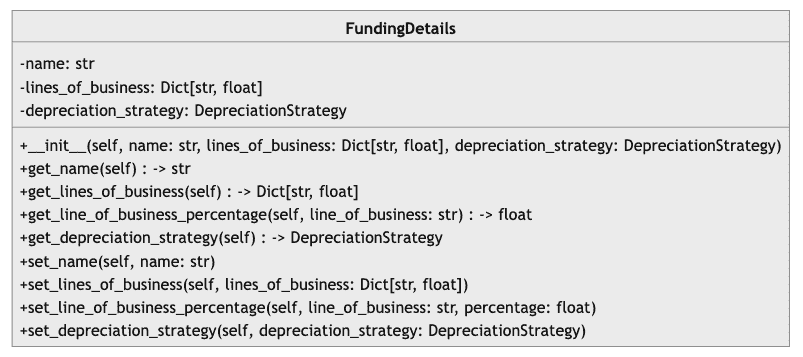 FundingDetails
-name: str
-lines_of_business: Dict[str, float]
-depreciation_strategy: DepreciationStrategy
+__init__(self, name: str, lines_of_business: Dict[str, float], depreciation_strategy: DepreciationStrategy)
+get_name(self) : -> str
+get_lines_of_business(self) : -> Dict[str, float]
+get_line_of_business_percentage(self, line_of_business: str) : -> float
+get_depreciation_strategy(self) : -> DepreciationStrategy
+set_name(self, name: str)
+set_lines_of_business(self, lines_of_business: Dict[str, float])
+set_line_of_business_percentage(self, line_of_business: str, percentage: float)
+set_depreciation_strategy(self, depreciation_strategy: DepreciationStrategy)